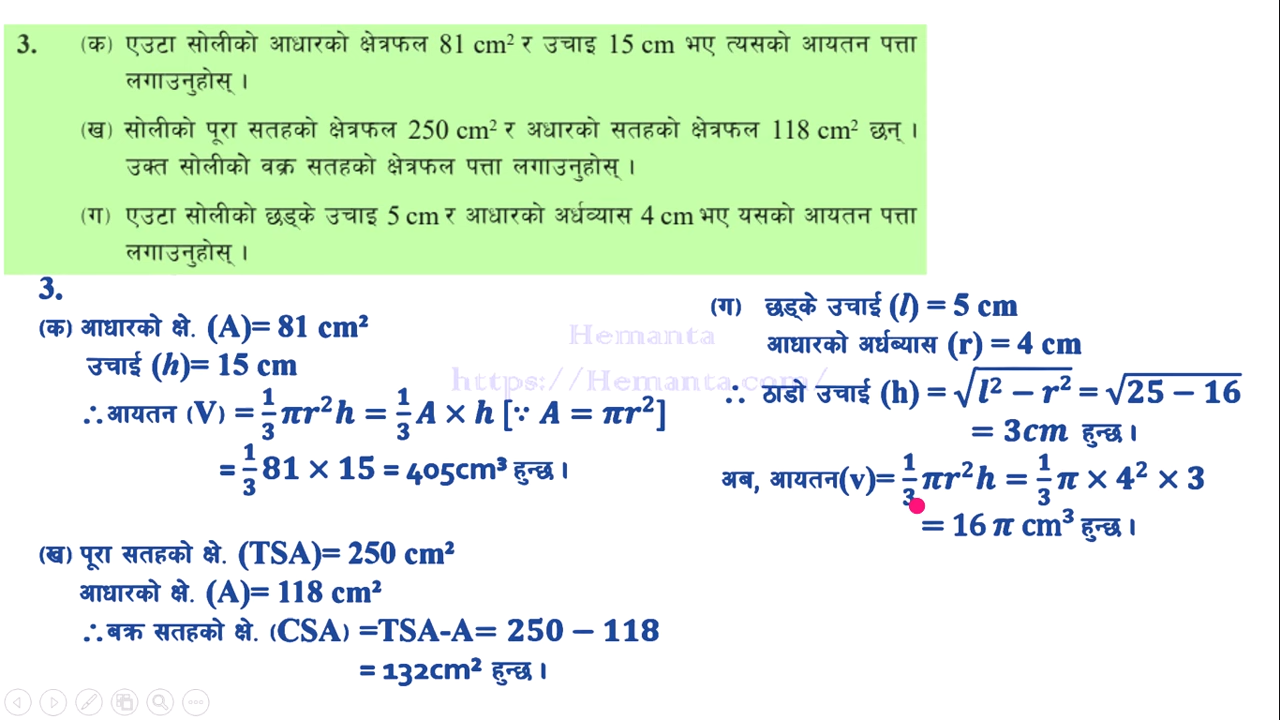 3. (क) एउटा सोलीको आधारको क्षेत्रफल 81 cm² र उचाइ 15 cm भए त्यसको आयतन पत्ता
लगाउनुहोस् ।
(ख) सोलीको पूरा सतहको क्षेत्रफल 250 cm² र अधारको सतहको क्षेत्रफल 118 cm² छन् ।
उक्त सोलीको वक्र सतहको क्षेत्रफल पत्ता लगाउनुहोस् ।
(ग) एउटा सोलीको छड्के उचाइ 5 cm र आधारको अर्धव्यास 4 cm भए यसको आयतन पत्ता
लगाउनुहोस् ।
3.
(क) आधारको क्षे. (A)= 81 cm²
उचाई (h)= 15 cm
∴आयतन (V) = 1/3 πr²h = 1/3 A × h [∵ A = πr²]
= 1/3 81 × 15 = 405cm³ हुन्छ ।
(ख) पूरा सतहको क्षे. (TSA)= 250 cm²
आधारको क्षे. (A)= 118 cm²
∴बक्र सतहको क्षे. (CSA) =TSA-A= 250 − 118
= 132cm² हुन्छ ।
(ग) छड्के उचाई (l) = 5 cm
आधारको अर्धब्यास (r) = 4 cm
∴ ठाडो उचाई (h) = √(l² − r²) = √(25 − 16)
= 3cm हुन्छ ।
अब, आयतन(v)= 1/3 πr²h = 1/3 π × 4² × 3
= 16 π cm³ हुन्छ ।
Hemanta
https://Hemanta.com/